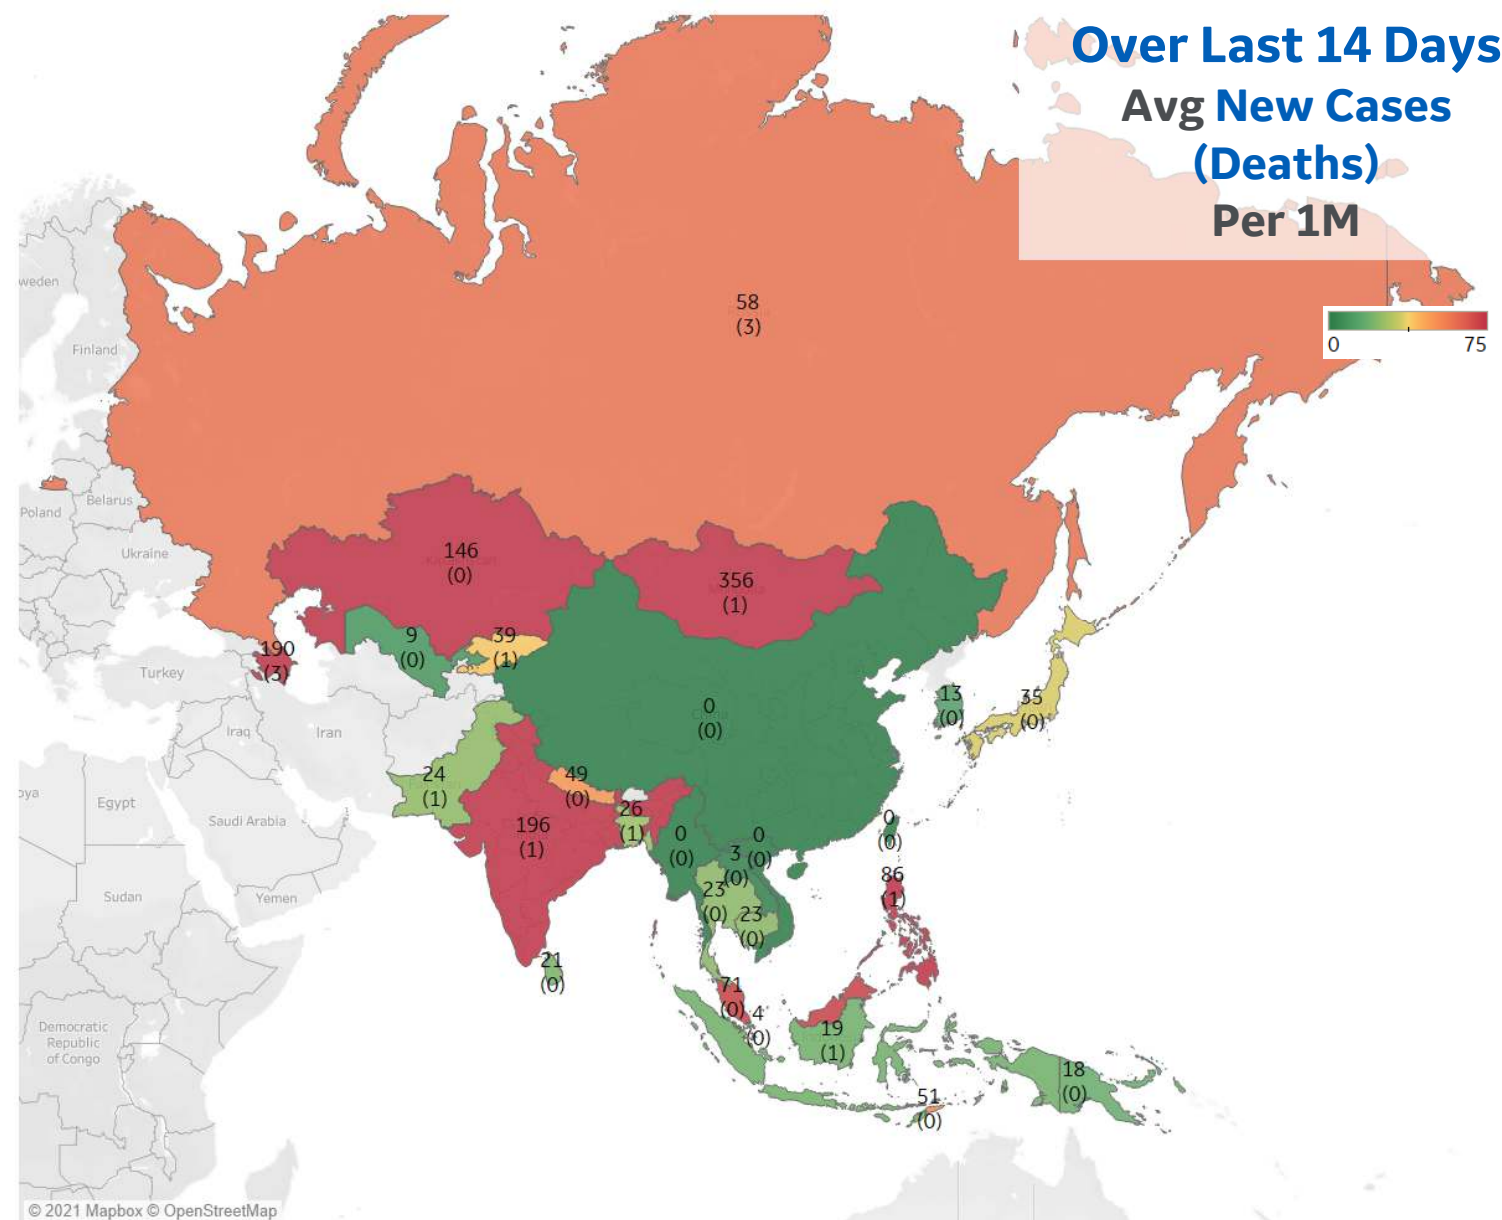 Over Last 14 Days
Avg New Cases
(Deaths)
Per 1M
0 75
58
(3)
weden
Finland
Belarus
Poland
Ukraine
146
(0)
356
(1)
9
(0)
39
(1)
190
(3)
Turkey
13
(0)
35
(0)
0
(0)
Iraq
Iran
24
(1)
49
(0)
26
(1)
196
(1)
oya
Egypt
Saudi Arabia
0
(0)
0
(0)
3
(0)
0
(0)
86
(1)
23
(0)
23
(0)
Sudan
Yemen
21
(0)
71
(0)
4
(0)
19
(1)
Democratic
Republic
of Congo
18
(0)
51
(0)
© 2021 Mapbox © OpenStreetMap